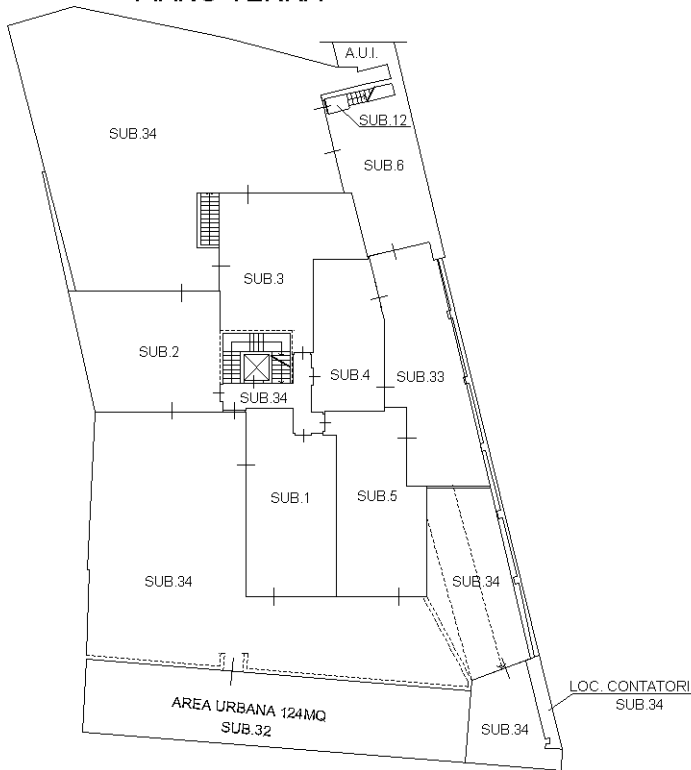 PIANO TERRA
A.U.I.
SUB.12
SUB.34
SUB.6
SUB.3
SUB.2
SUB.4
SUB.33
SUB.34
SUB.1
SUB.5
SUB.34
SUB.34
LOC. CONTATORI
SUB.34
AREA URBANA 124MQ
SUB.32
SUB.34